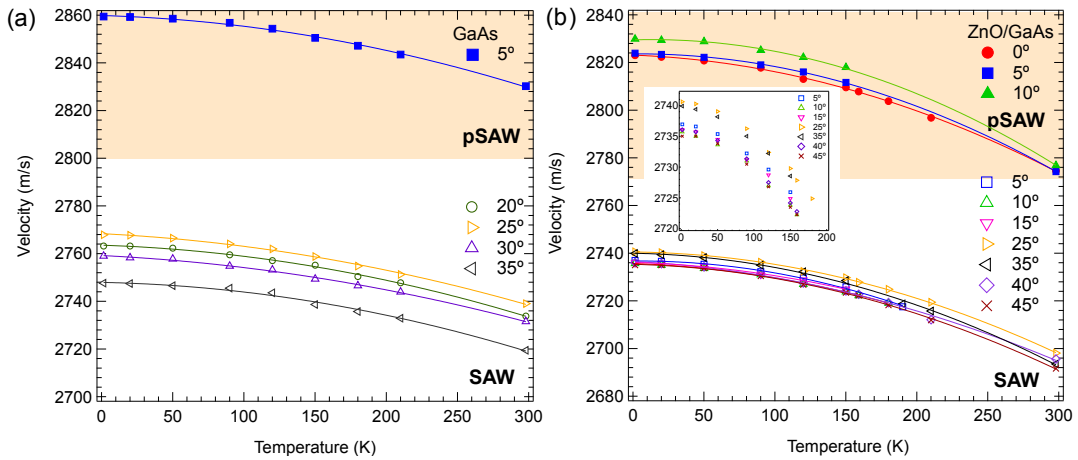 (a)
2860
2840
2820
2800
2780
2760
2740
2720
2700
Velocity (m/s)
0
50
100
150
200
250
300
Temperature (K)
GaAs
5º
pSAW
20º
25º
30º
35º
SAW
(b)
2840
2820
2800
2780
2760
2740
2720
2700
2680
Velocity (m/s)
0
50
100
150
200
250
300
Temperature (K)
ZnO/GaAs
0º
5º
10º
pSAW
2740
2735
2730
2725
2720
0
50
100
150
200
5º
10º
15º
25º
35º
40º
45º
5º
10º
15º
25º
35º
40º
45º
SAW